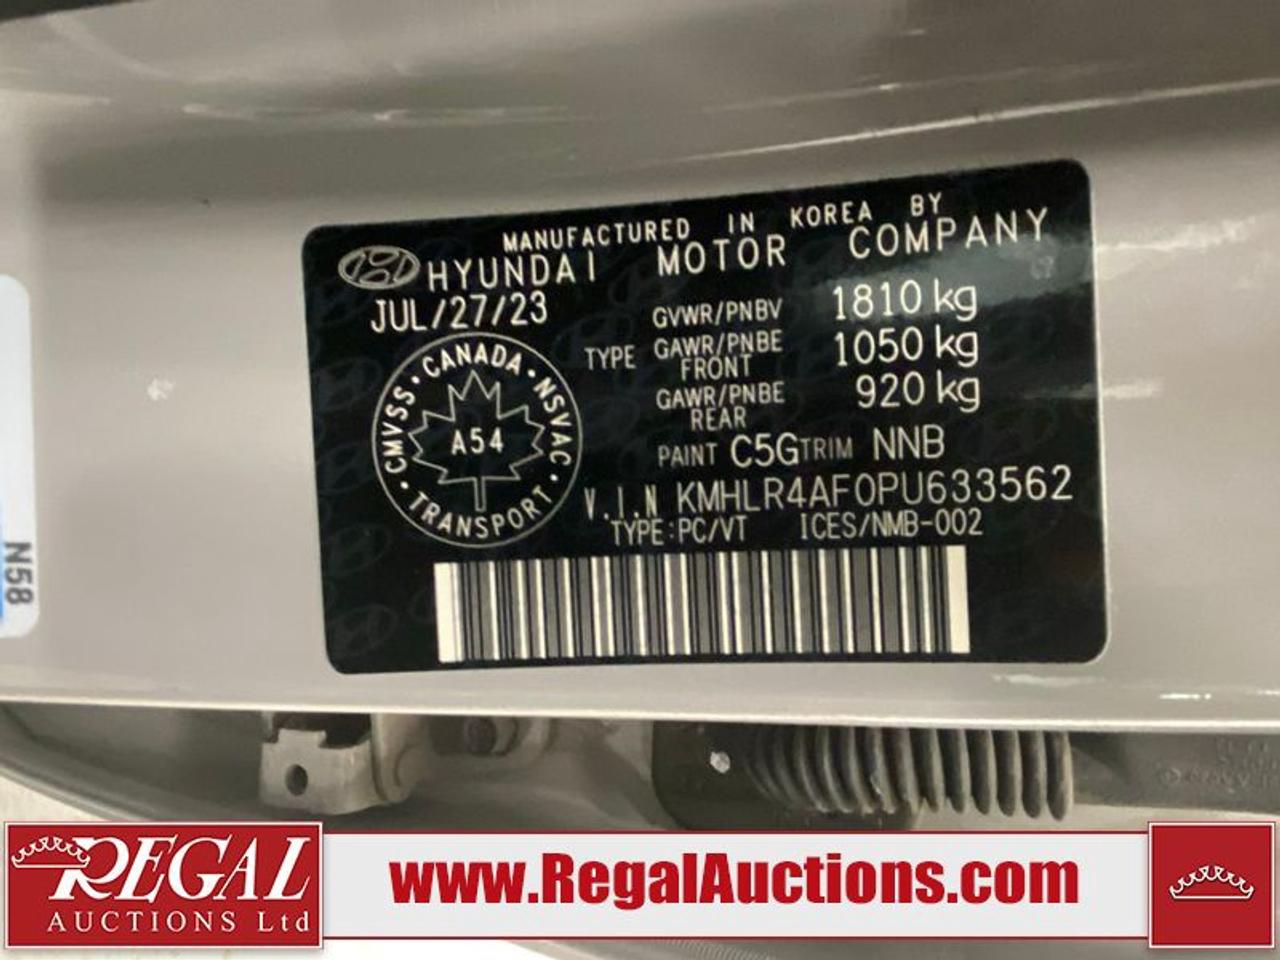 MANUFACTURED IN KOREA BY
HYUNDAI MOTOR COMPANY
JUL/27/23
GVWR/PNBV 1810 kg
TYPE GAWR/PNBE FRONT 1050 kg
GAWR/PNBE REAR 920 kg
PAINT C5G TRIM NNB
V.I.N KMHLR4AF0PU633562
TYPE:PC/VT ICES/NMB-002
CANADA · NSVAC · TRANSPORT · CMVSS ·
A54
N58
REGAL
AUCTIONS Ltd
www.RegalAuctions.com